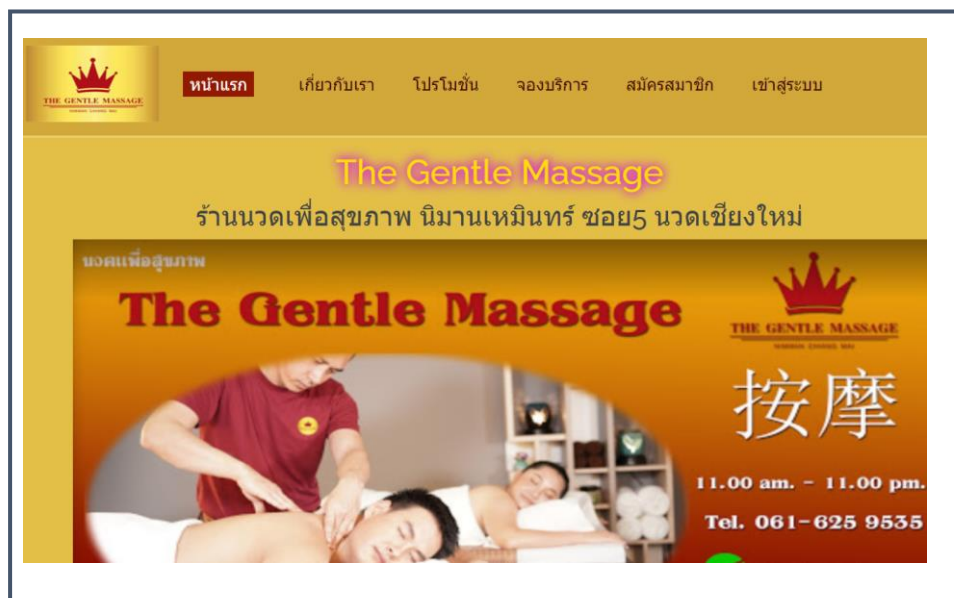 THE GENTLE MASSAGE
หน้าแรก เกี่ยวกับเรา โปรโมชั่น จองบริการ สมัครสมาชิก เข้าสู่ระบบ
The Gentle Massage
ร้านนวดเพื่อสุขภาพ นิมานเหมินทร์ ซอย5 นวดเชียงใหม่
นวดเพื่อสุขภาพ
The Gentle Massage
THE GENTLE MASSAGE
按摩
11.00 am. - 11.00 pm.
Tel. 061-625 9535